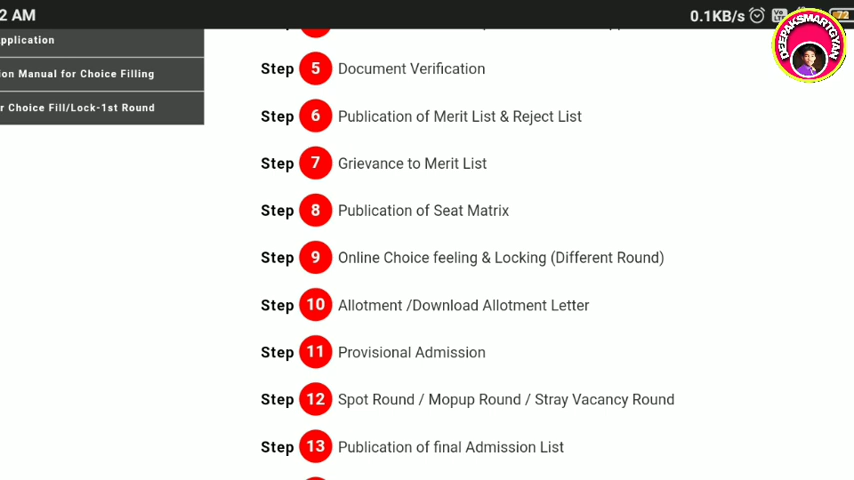 2 AM
0.1KB/s
72
DEEPAKSMARTGYAN
pplication
ion Manual for Choice Filling
r Choice Fill/Lock-1st Round
Step 5 Document Verification
Step 6 Publication of Merit List & Reject List
Step 7 Grievance to Merit List
Step 8 Publication of Seat Matrix
Step 9 Online Choice feeling & Locking (Different Round)
Step 10 Allotment /Download Allotment Letter
Step 11 Provisional Admission
Step 12 Spot Round / Mopup Round / Stray Vacancy Round
Step 13 Publication of final Admission List